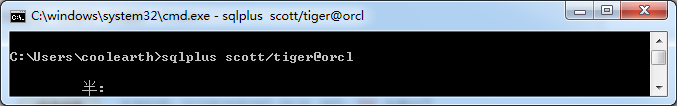 C:\windows\system32\cmd.exe - sqlplus scott/tiger@orcl
C:\Users\coolearth>sqlplus scott/tiger@orcl
半: